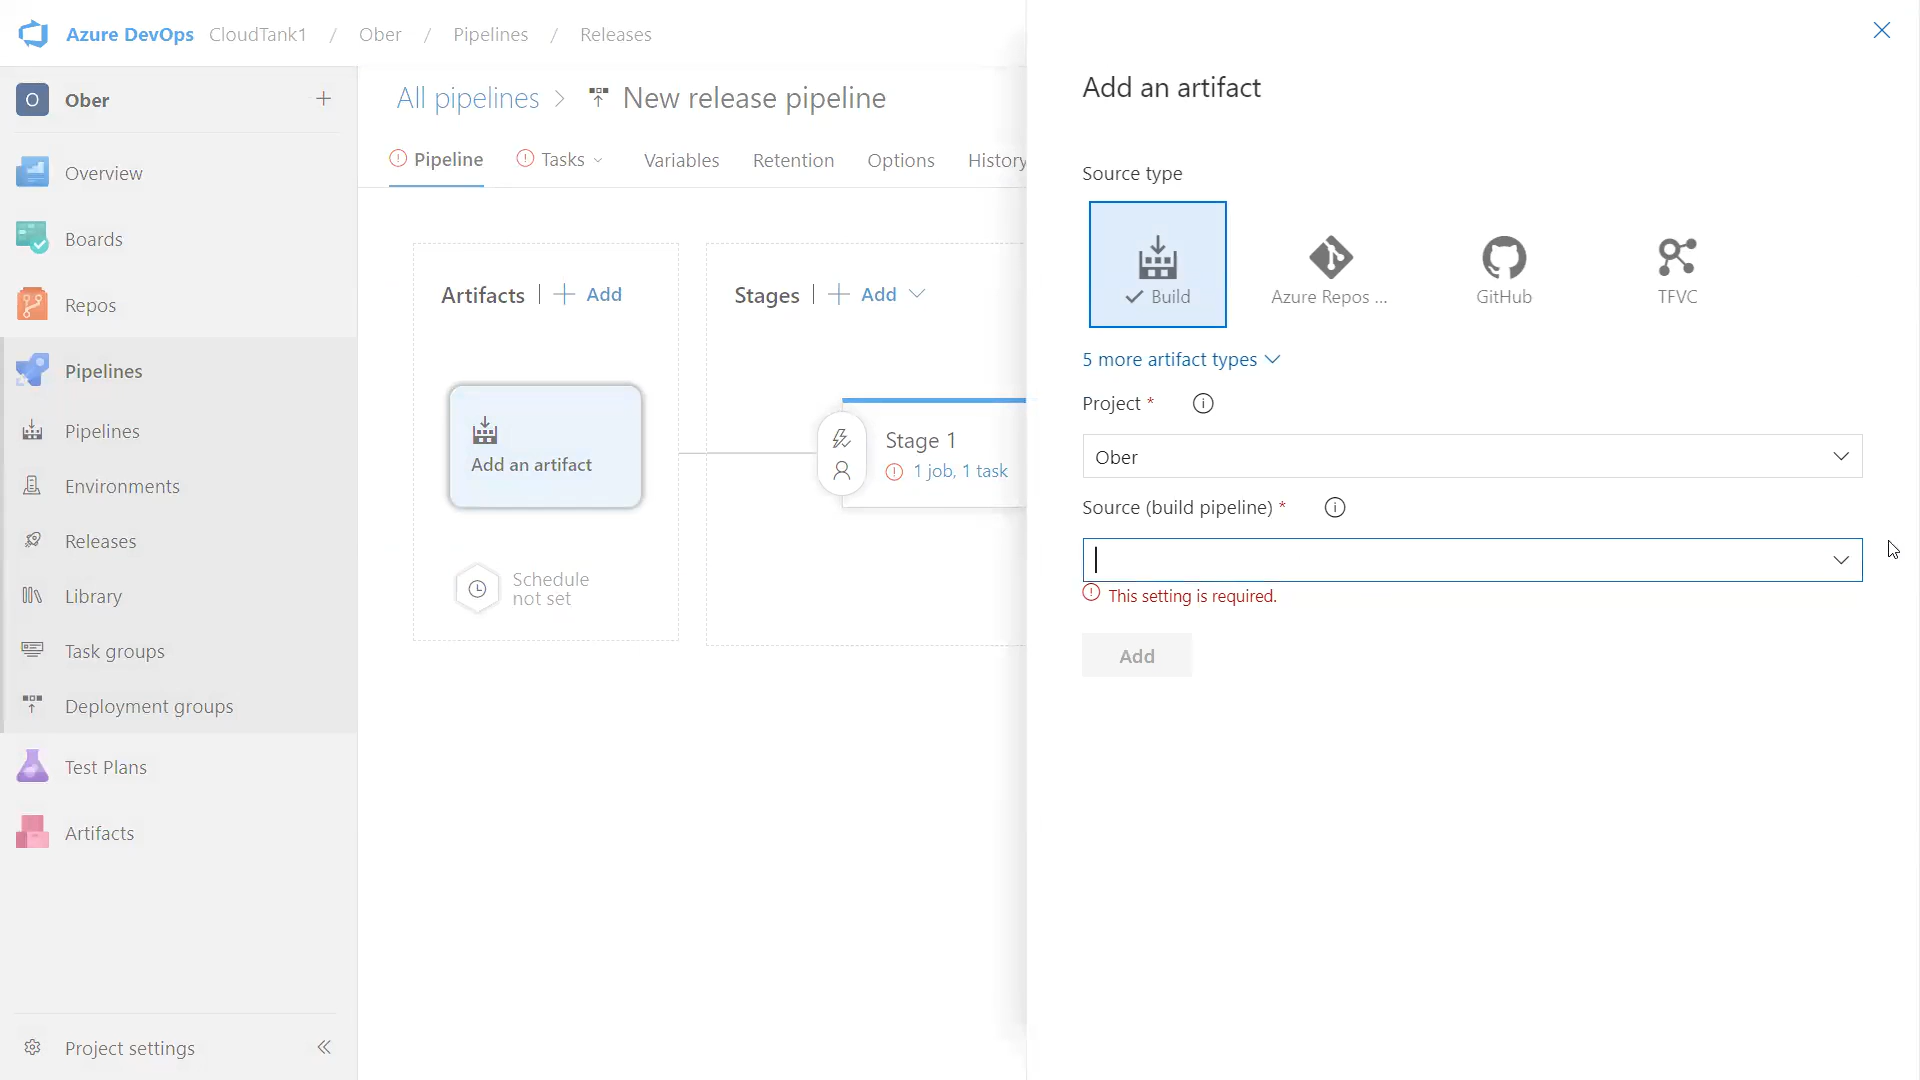 Azure DevOps CloudTank1 / Ober / Pipelines / Releases
O Ober
Overview
Boards
Repos
Pipelines
Pipelines
Environments
Releases
Library
Task groups
Deployment groups
Test Plans
Artifacts
Project settings
All pipelines > New release pipeline
Pipeline Tasks Variables Retention Options History
Artifacts | + Add
Add an artifact
Schedule
not set
Stages | + Add
Stage 1
1 job, 1 task
Add an artifact
Source type
Build Azure Repos ... GitHub TFVC
5 more artifact types
Project *
Ober
Source (build pipeline) *
This setting is required.
Add